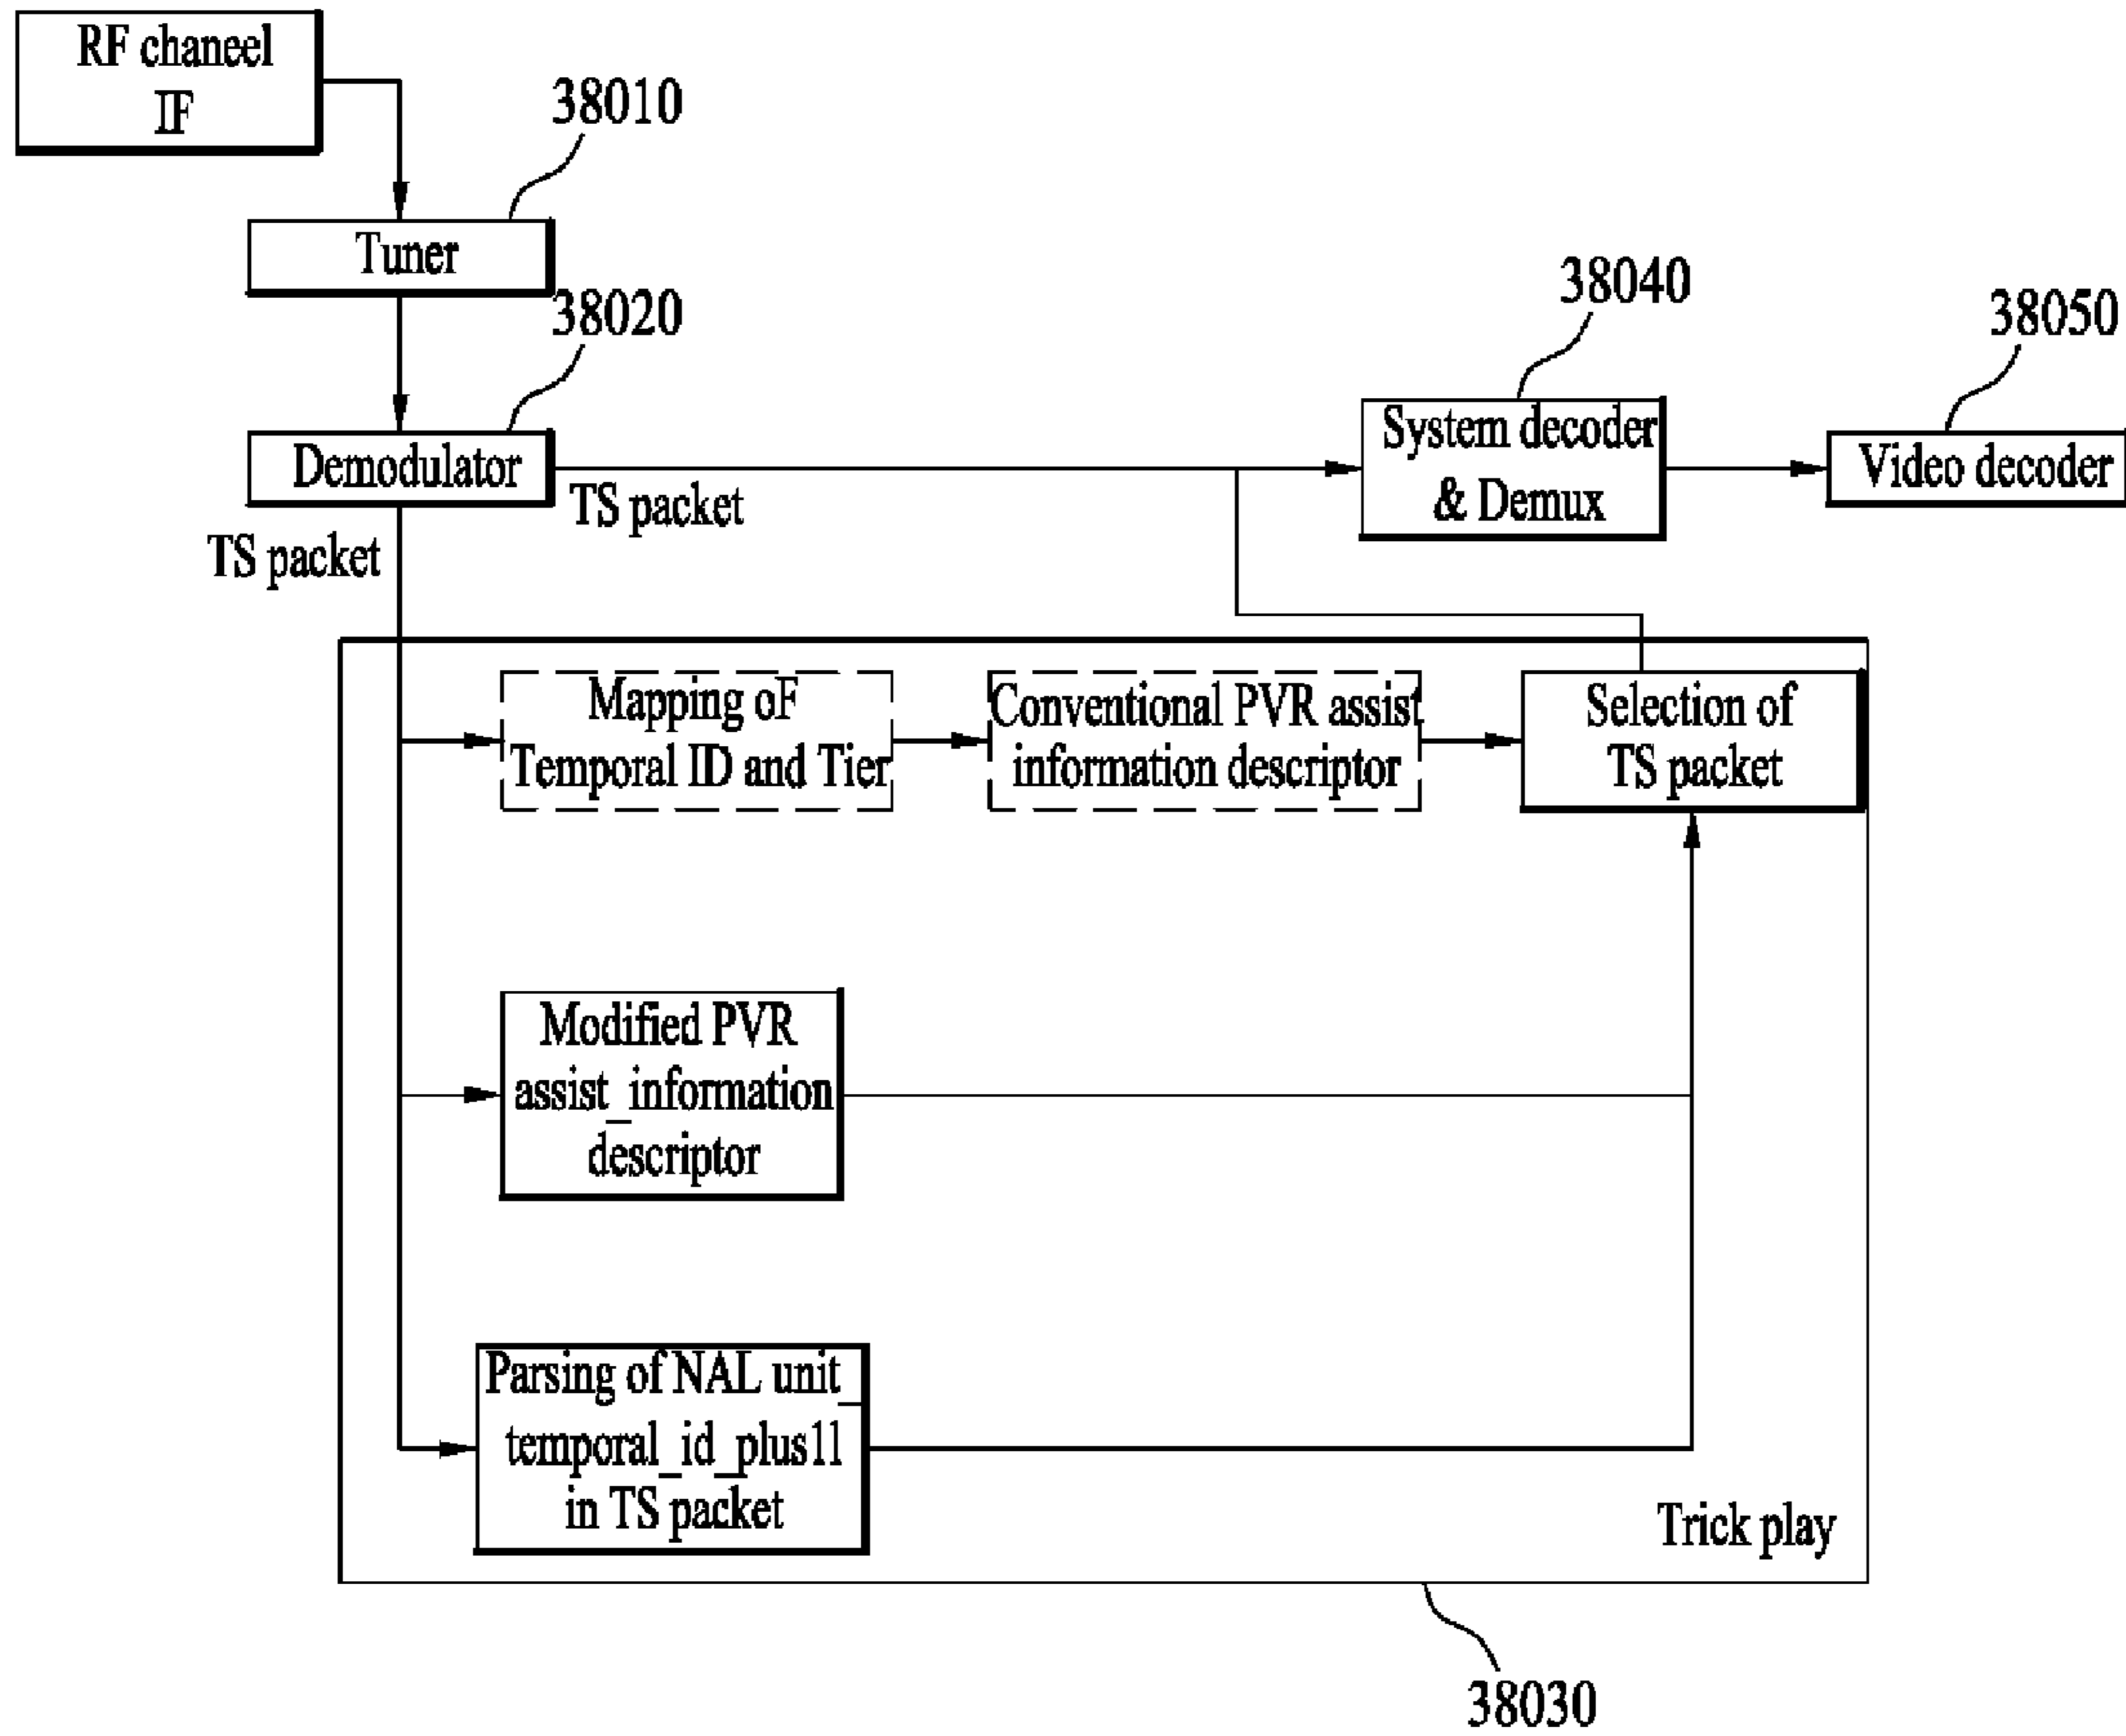 RF chaneel
IF
38010
Tuner
38020
38040
38050
Demodulator
TS packet
TS packet
System decoder
& Demux
Video decoder
Mapping oF
Temporal ID and Tier
Conventional PVR assist
information descriptor
Selection of
TS packet
Modified PVR
assist_information
descriptor
Parsing of NAL unit_
temporal_id_plus11
in TS packet
Trick play
38030